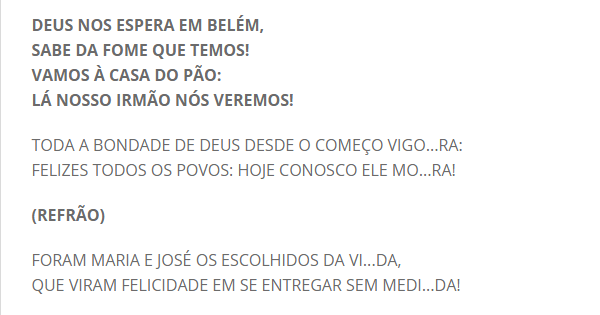 DEUS NOS ESPERA EM BELÉM,
SABE DA FOME QUE TEMOS!
VAMOS À CASA DO PÃO:
LÁ NOSSO IRMÃO NÓS VEREMOS!
TODA A BONDADE DE DEUS DESDE O COMEÇO VIGO...RA:
FELIZES TODOS OS POVOS: HOJE CONOSCO ELE MO...RA!
(REFRÃO)
FORAM MARIA E JOSÉ OS ESCOLHIDOS DA VI...DA,
QUE VIRAM FELICIDADE EM SE ENTREGAR SEM MEDI...DA!